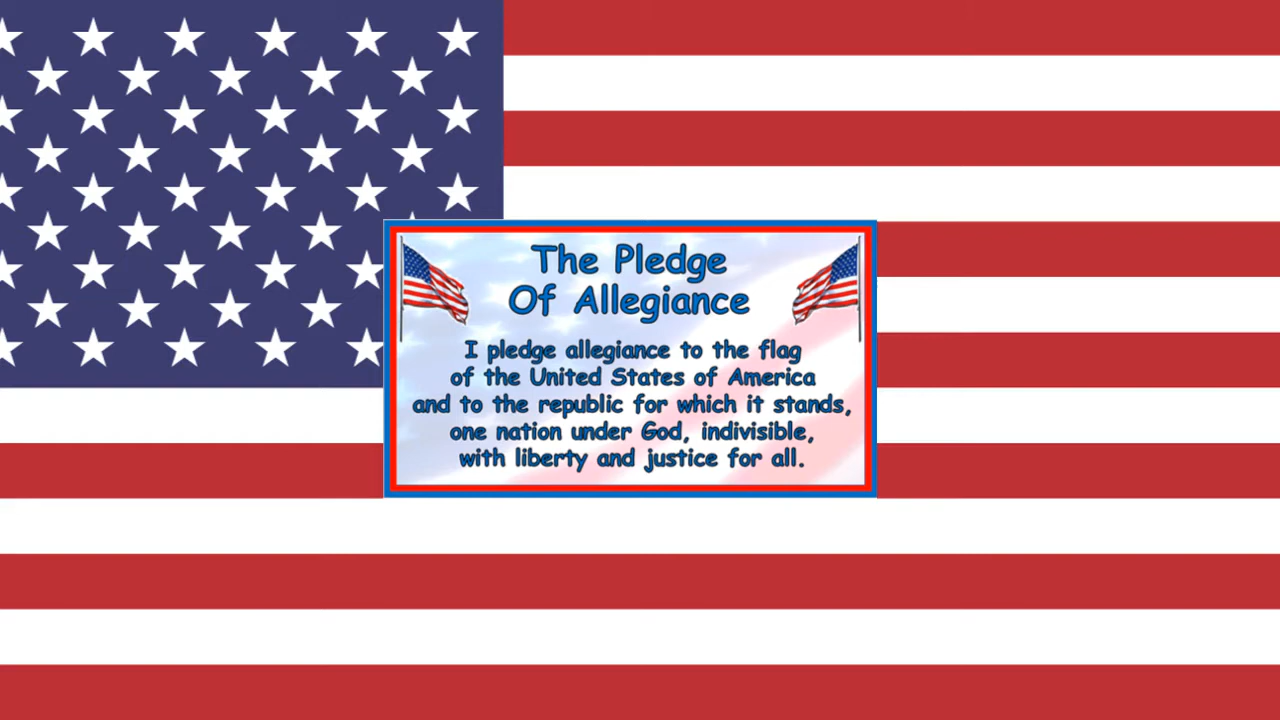 The Pledge
Of Allegiance
I pledge allegiance to the flag
of the United States of America
and to the republic for which it stands,
one nation under God, indivisible,
with liberty and justice for all.